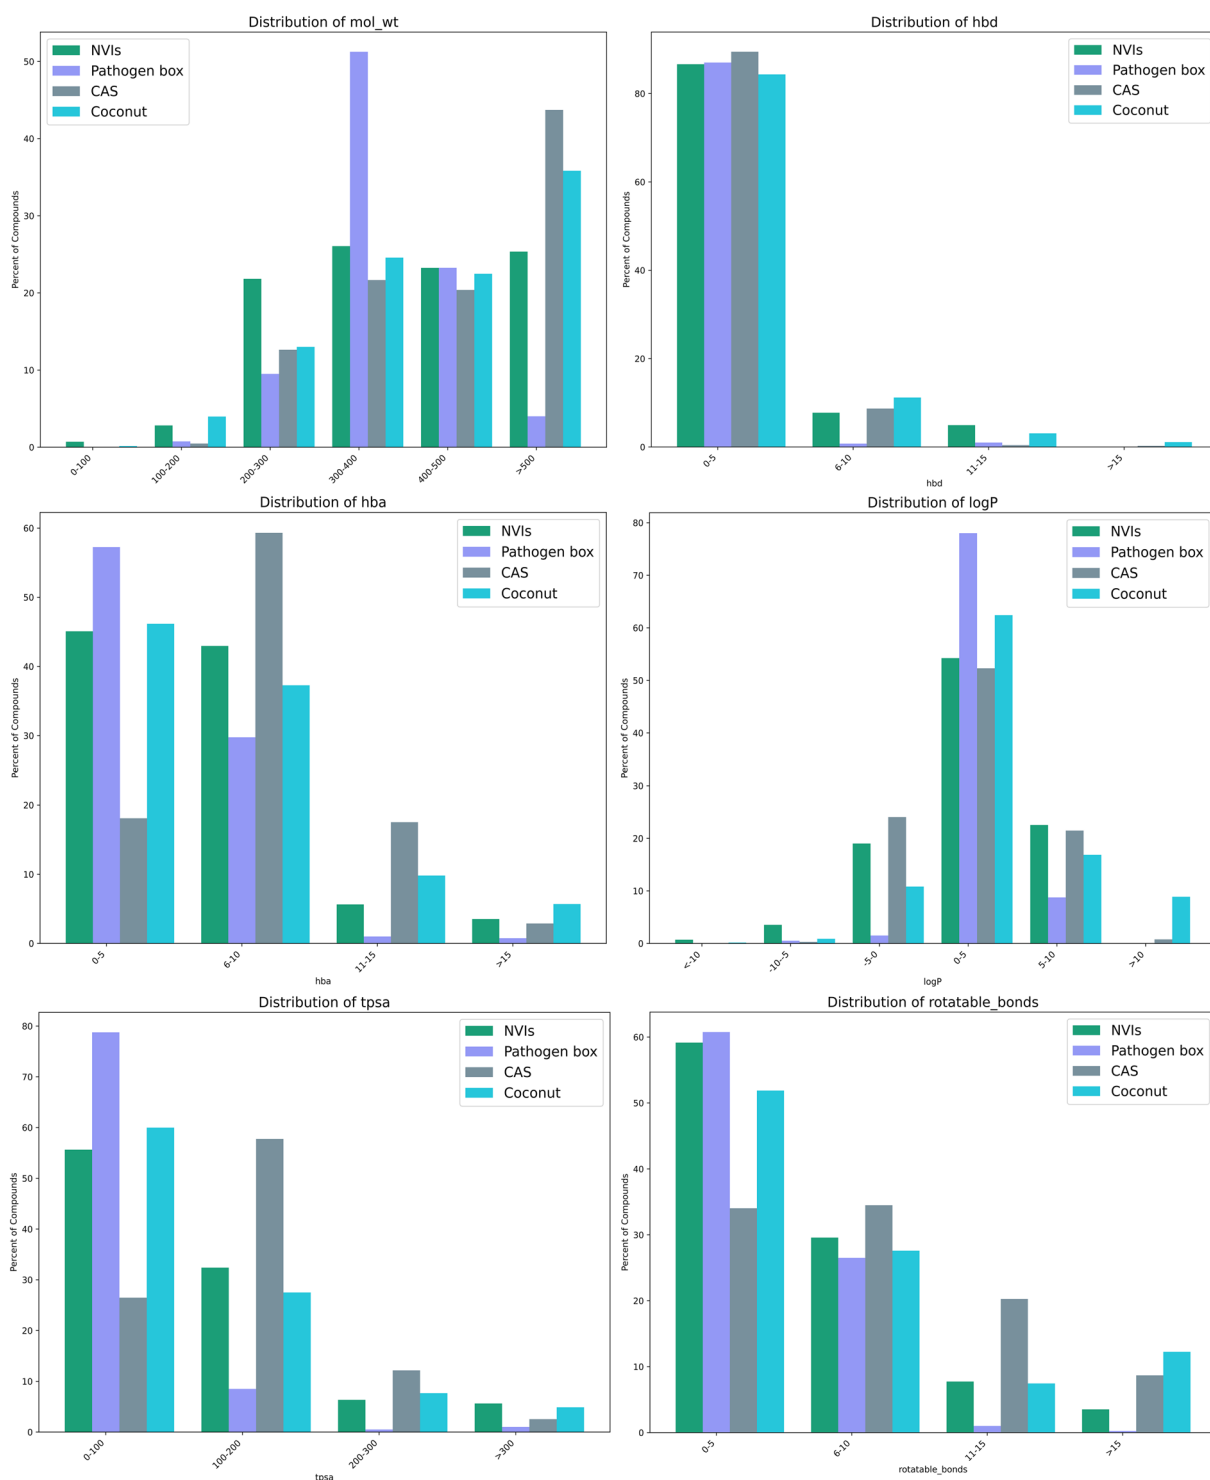 Distribution of mol_wt
Percent of Compounds
50
40
30
20
10
0
NVIs
Pathogen box
CAS
Coconut
0-100
100-200
200-300
300-400
400-500
>500
Distribution of hbd
Percent of Compounds
80
60
40
20
0
NVIs
Pathogen box
CAS
Coconut
0-5
6-10
11-15
>15
hbd
Distribution of hba
Percent of Compounds
60
50
40
30
20
10
0
NVIs
Pathogen box
CAS
Coconut
0-5
6-10
11-15
>15
hba
Distribution of logP
Percent of Compounds
80
70
60
50
40
30
20
10
0
NVIs
Pathogen box
CAS
Coconut
<-10
-10--5
-5-0
0-5
5-10
>10
logP
Distribution of tpsa
Percent of Compounds
80
70
60
50
40
30
20
10
0
NVIs
Pathogen box
CAS
Coconut
0-100
100-200
200-300
>300
tpsa
Distribution of rotatable_bonds
Percent of Compounds
60
50
40
30
20
10
0
NVIs
Pathogen box
CAS
Coconut
0-5
6-10
11-15
>15
rotatable_bonds